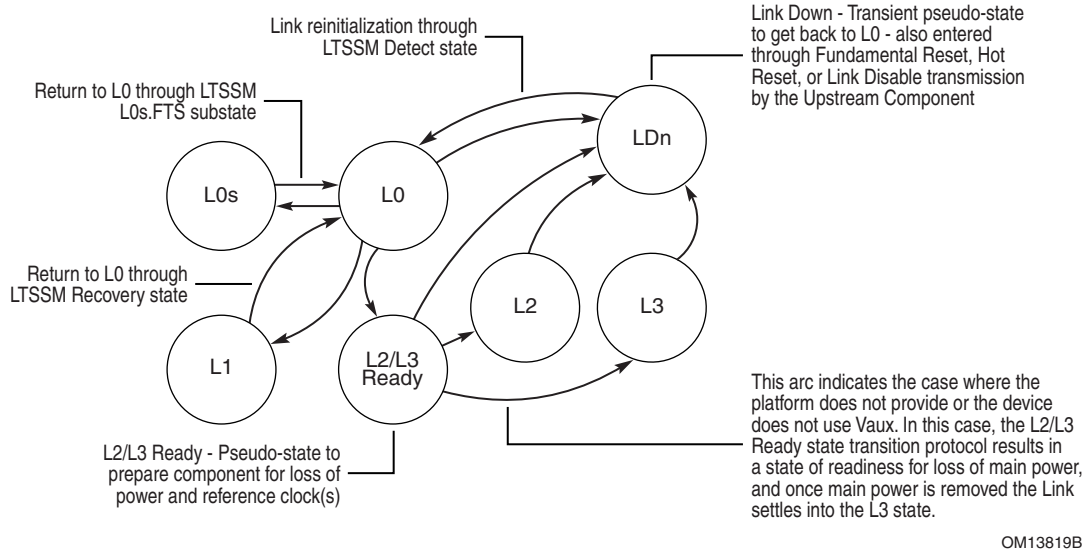 Link reinitialization through
LTSSM Detect state
Link Down - Transient pseudo-state
to get back to L0 - also entered
through Fundamental Reset, Hot
Reset, or Link Disable transmission
by the Upstream Component
Return to L0 through LTSSM
L0s.FTS substate
LDn
L0s
L0
Return to L0 through
LTSSM Recovery state
L2
L3
L1
L2/L3
Ready
This arc indicates the case where the
platform does not provide or the device
does not use Vaux. In this case, the L2/L3
Ready state transition protocol results in
a state of readiness for loss of main power,
and once main power is removed the Link
settles into the L3 state.
L2/L3 Ready - Pseudo-state to
prepare component for loss of
power and reference clock(s)
OM13819B